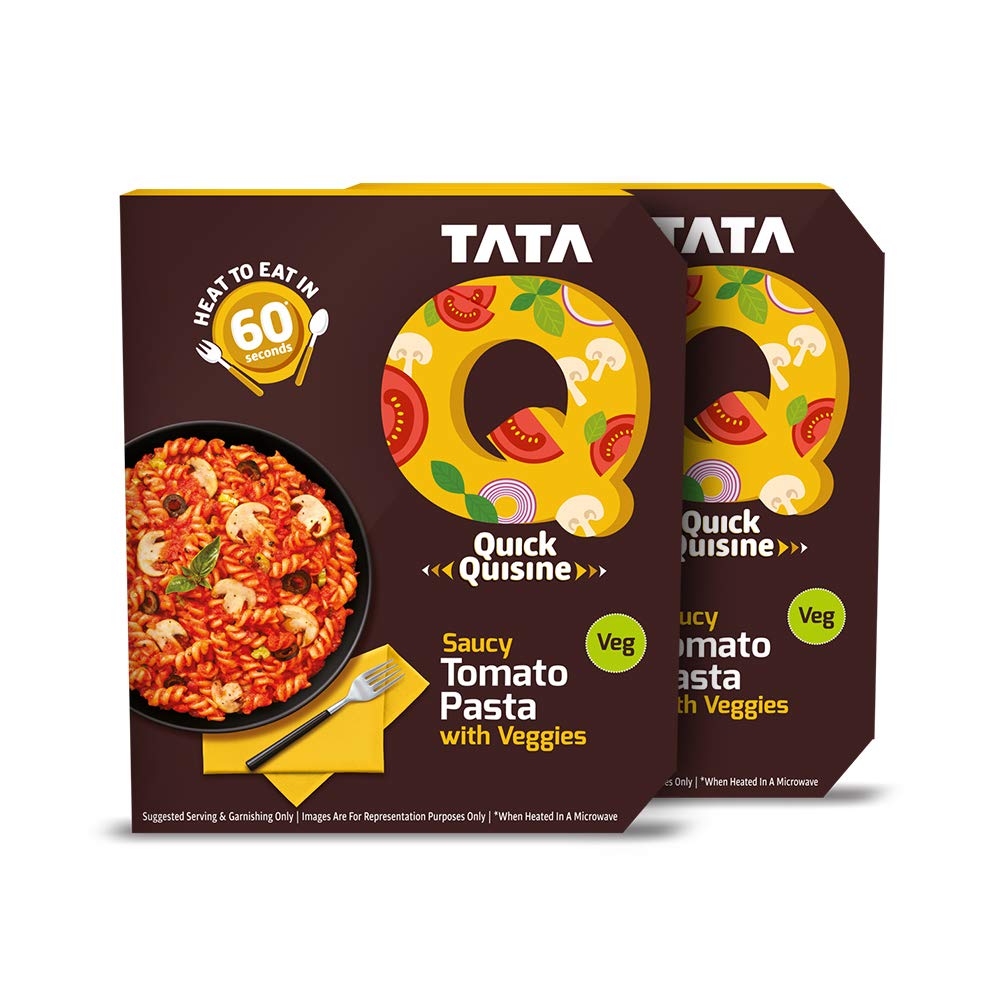 TATA
HEAT TO EAT IN
60*
seconds
Quick
Quisine
Saucy
Tomato
Pasta
with Veggies
Veg
Suggested Serving & Garnishing Only | Images Are For Representation Purposes Only | *When Heated In A Microwave
TATA
Quick
Quisine
ucy
omato
asta
th Veggies
Veg
es Only | *When Heated In A Microwave